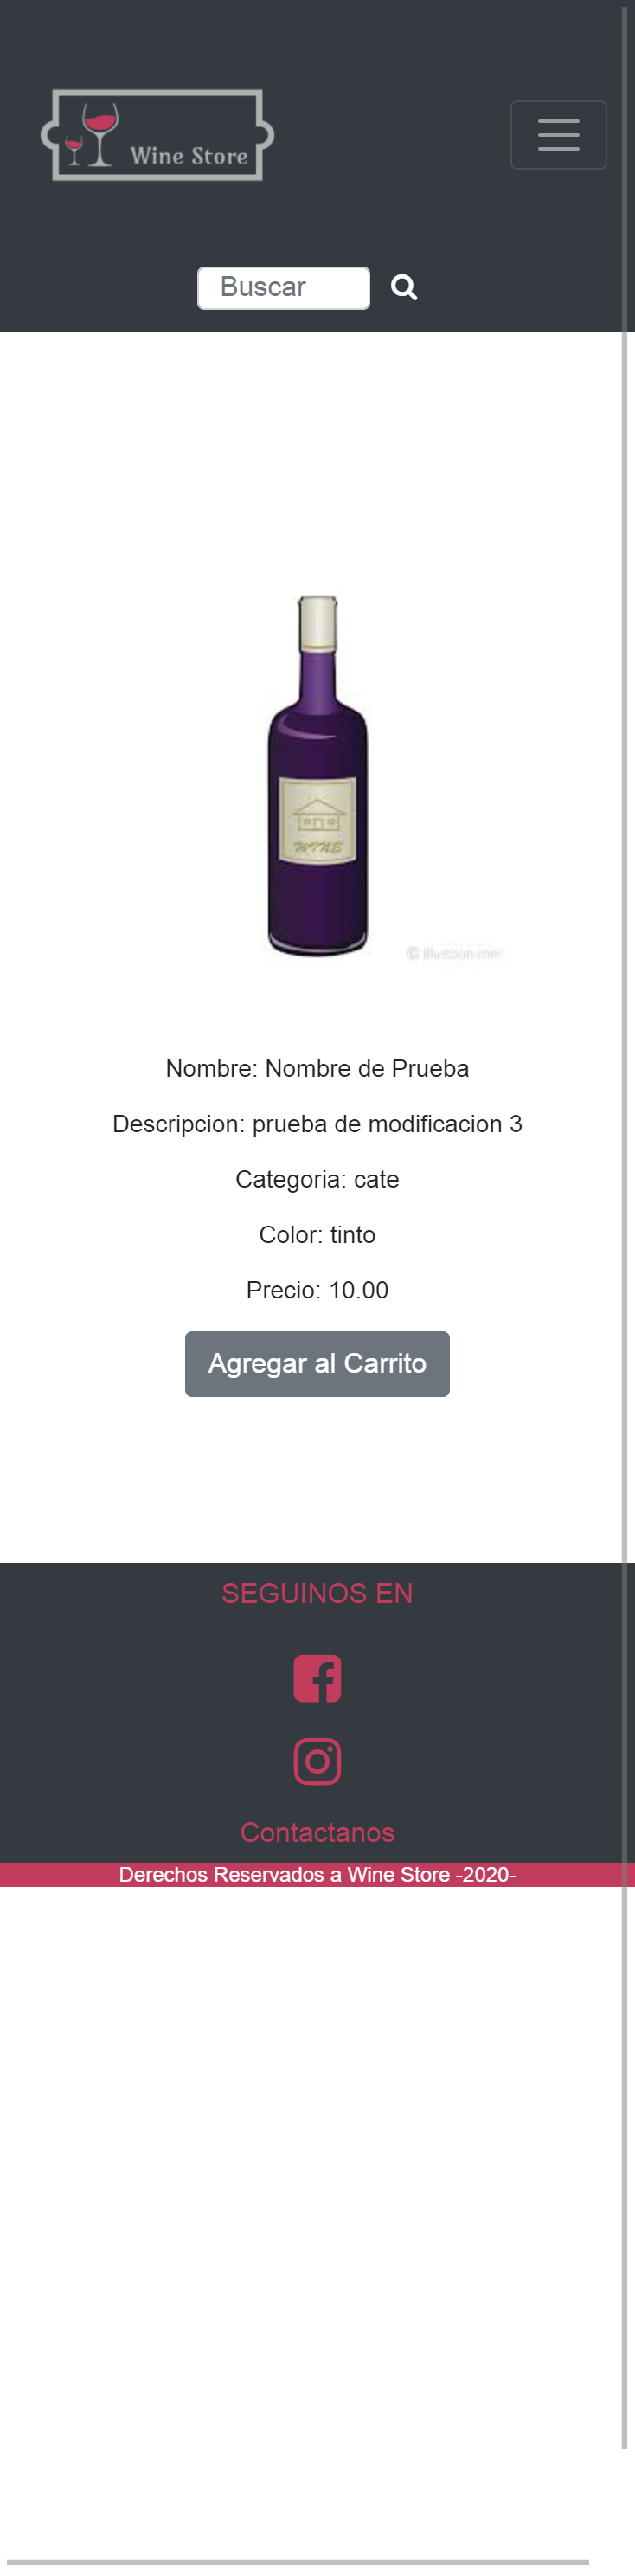 Wine Store
Buscar
WINE
© illustoon.com
Nombre: Nombre de Prueba
Descripcion: prueba de modificacion 3
Categoria: cate
Color: tinto
Precio: 10.00
Agregar al Carrito
SEGUINOS EN
Contactanos
Derechos Reservados a Wine Store -2020-